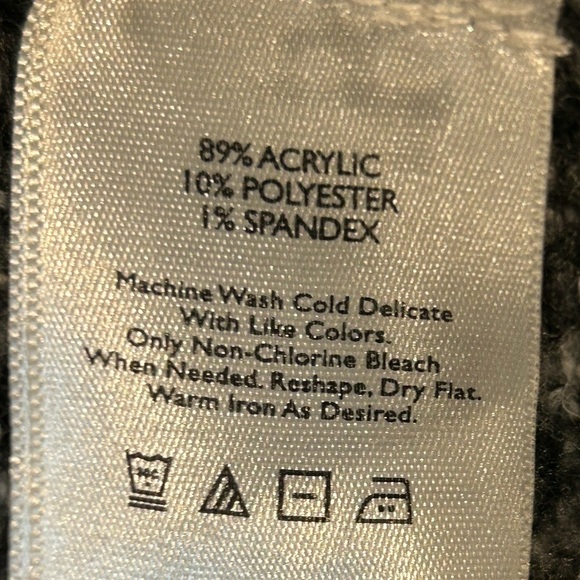 89% ACRYLIC
10% POLYESTER
1% SPANDEX
Machine Wash Cold Delicate
With Like Colors.
Only Non-Chlorine Bleach
When Needed. Reshape, Dry Flat.
Warm Iron As Desired.